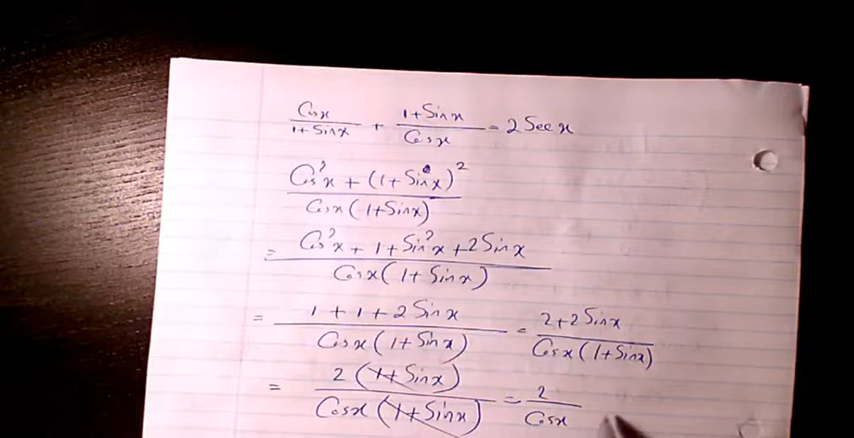 Cosx/(1+Sinx) + (1+Sinx)/Cosx = 2Secx
(Cos²x + (1+Sinx)²)/(Cosx(1+Sinx))
= (Cos²x + 1+Sin²x +2Sinx)/(Cosx(1+Sinx))
= (1+1+2Sinx)/(Cosx(1+Sinx)) = (2+2Sinx)/(Cosx(1+Sinx))
= (2(1+Sinx))/(Cosx(1+Sinx)) = 2/Cosx